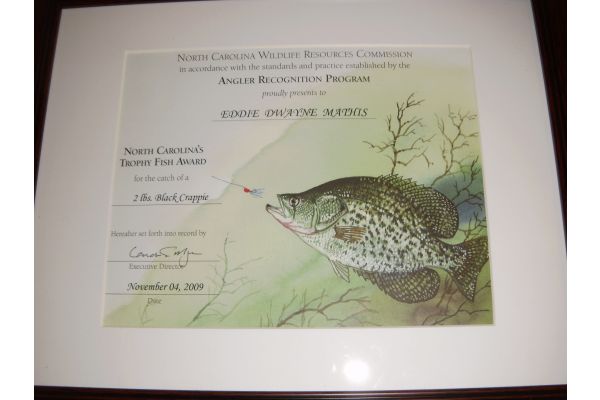 NORTH CAROLINA WILDLIFE RESOURCES COMMISSION
in accordance with the standards and practice established by the
ANGLER RECOGNITION PROGRAM
proudly presents to
EDDIE DWAYNE MATHIS
NORTH CAROLINA'S
TROPHY FISH AWARD
for the catch of a
2 lbs. Black Crappie
Hereafter set forth into record by
Executive Director
November 04, 2009
Date